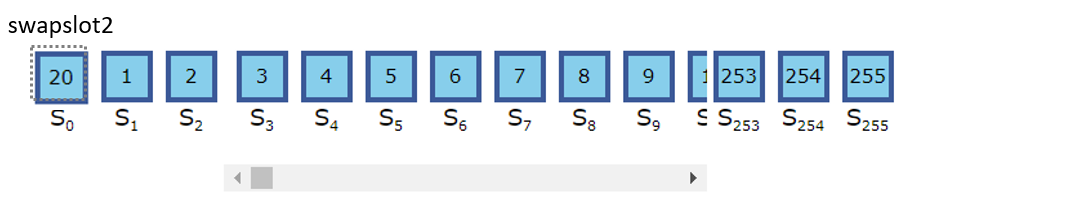 swapslot2
20 1 2 3 4 5 6 7 8 9 253 254 255
S₀ S₁ S₂ S₃ S₄ S₅ S₆ S₇ S₈ S₉ S₂₅₃ S₂₅₄ S₂₅₅